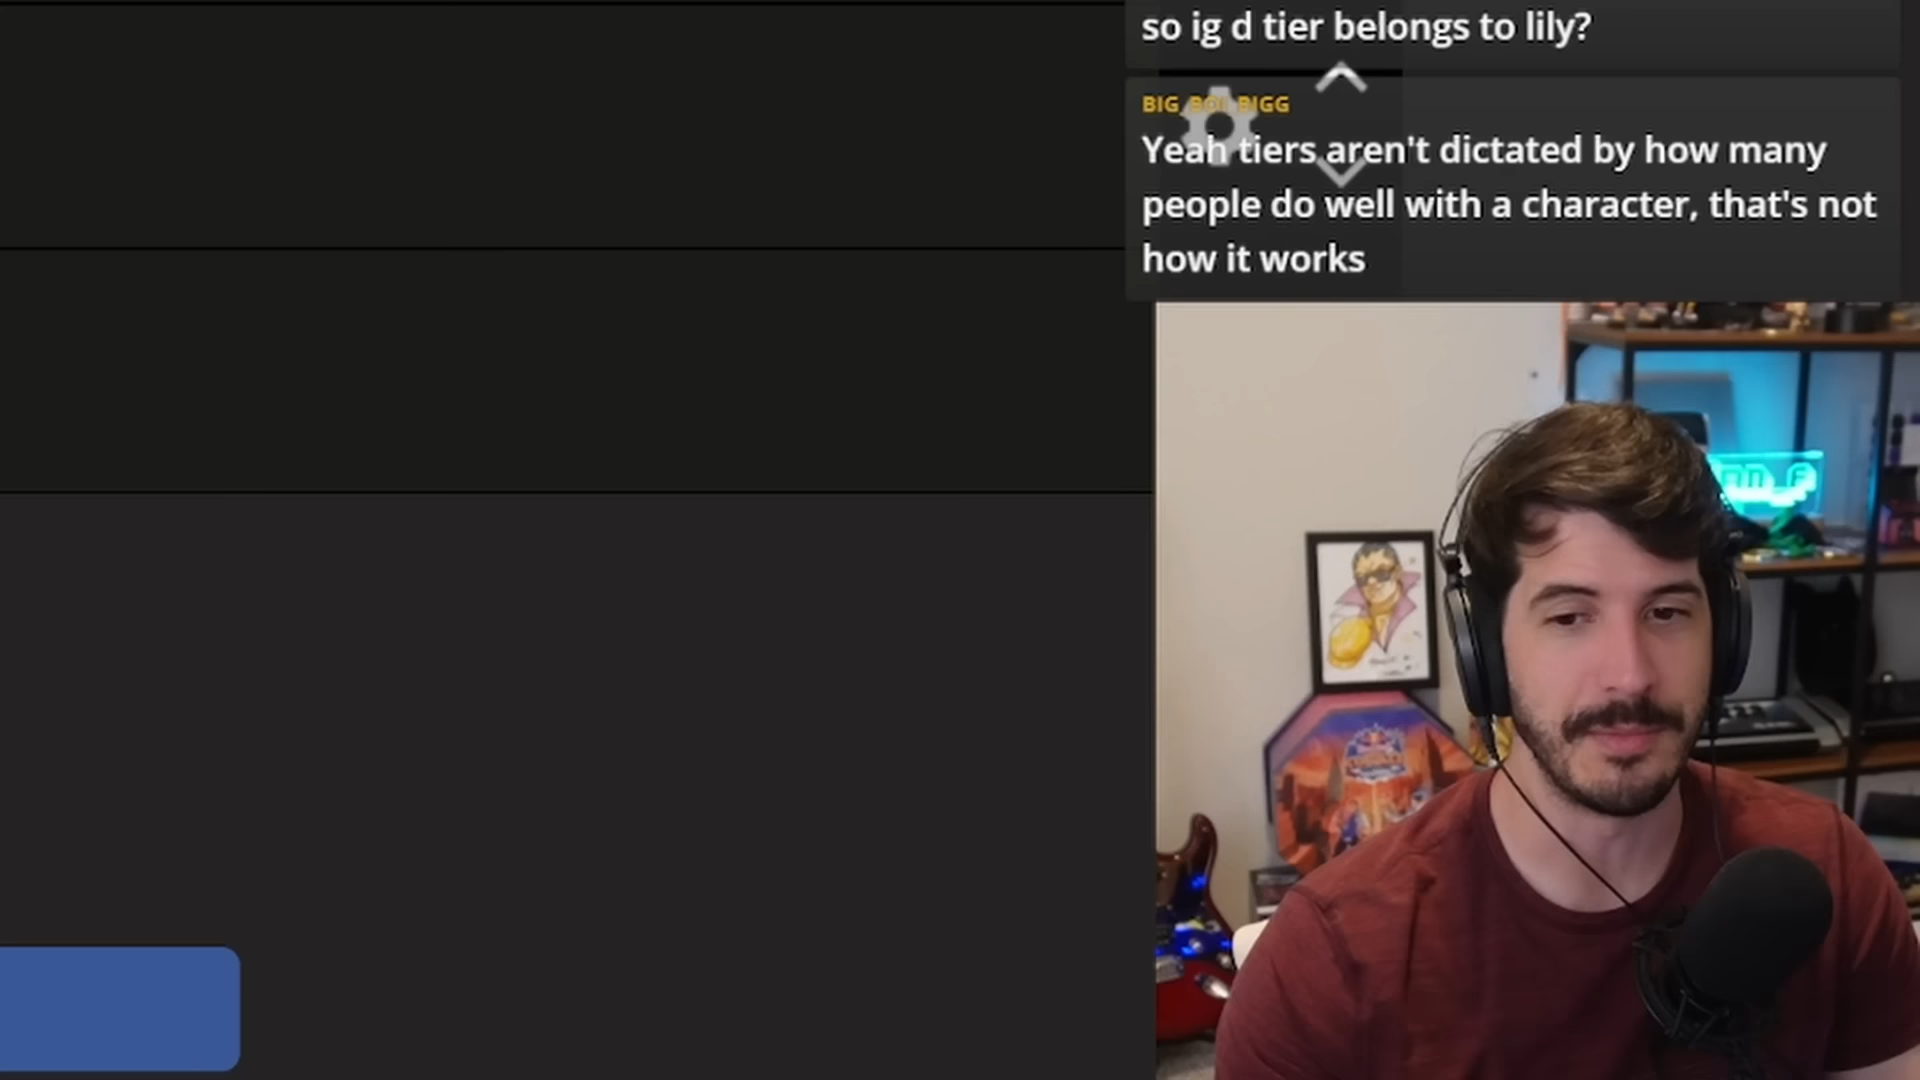 so ig d tier belongs to lily?
BIG BOI BIGG
Yeah tiers aren't dictated by how many
people do well with a character, that's not
how it works